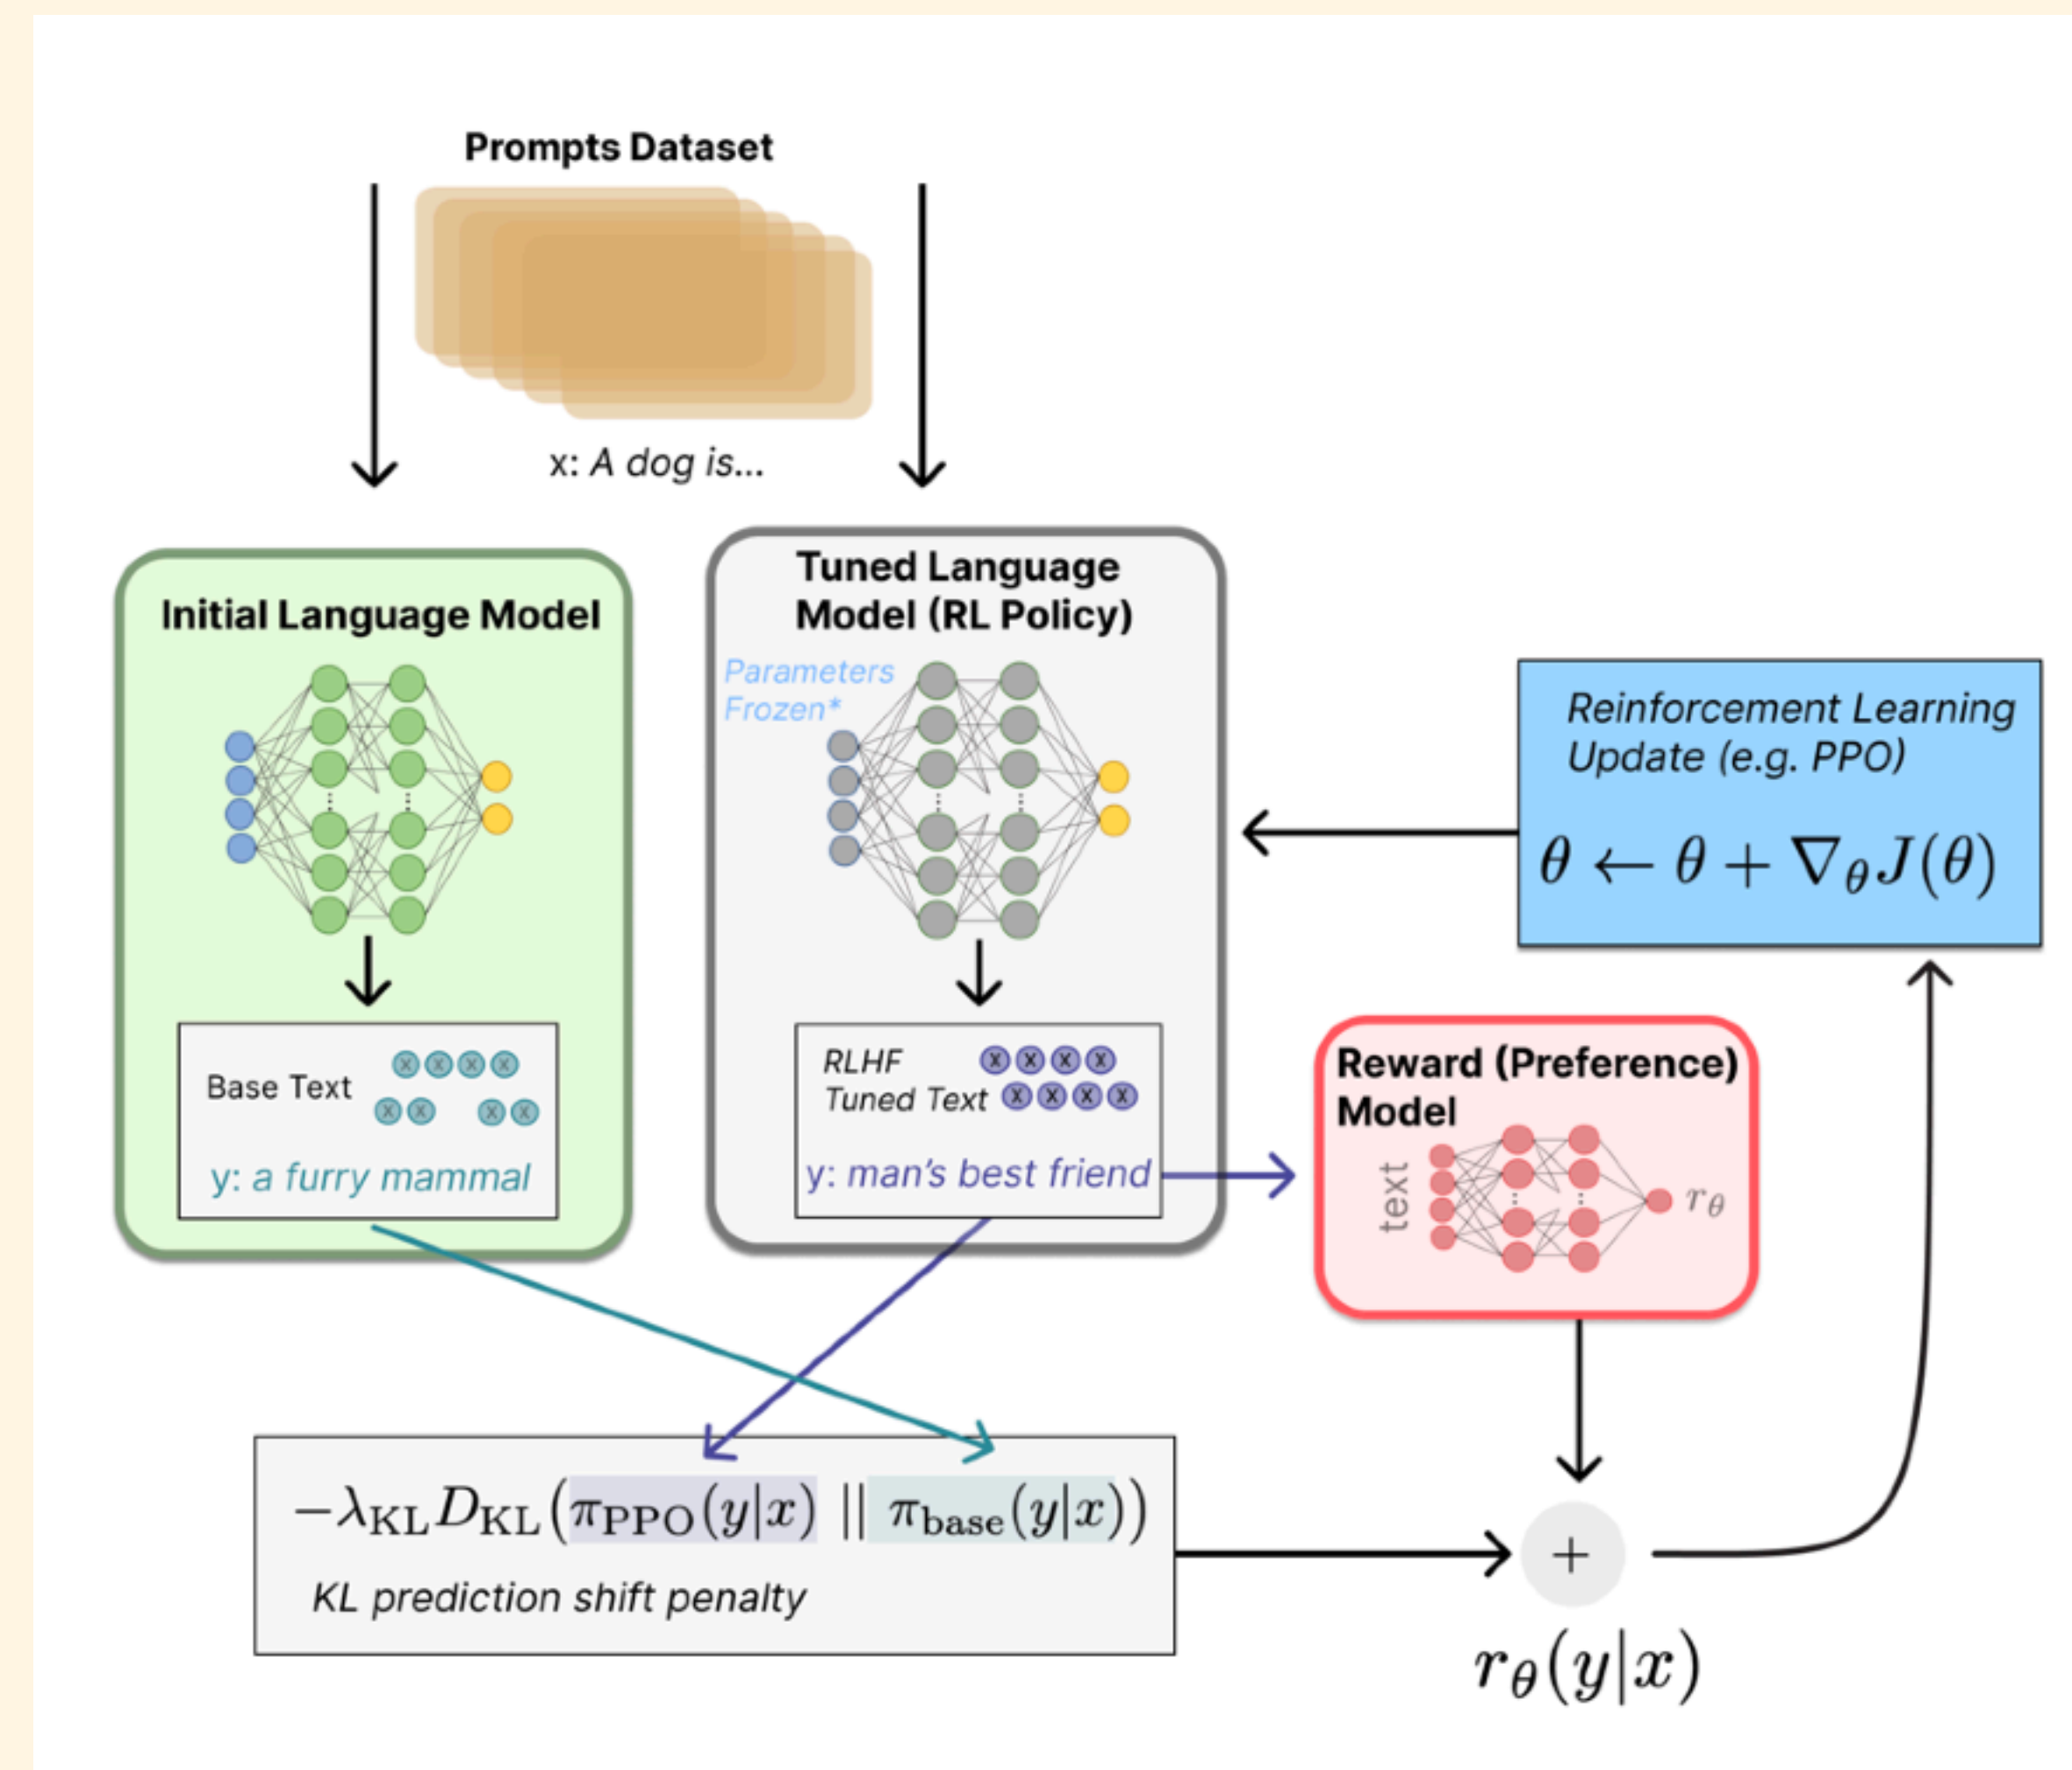 Prompts Dataset
x: A dog is...
Initial Language Model
Tuned Language
Model (RL Policy)
Parameters
Frozen*
Reinforcement Learning
Update (e.g. PPO)
θ ← θ + ∇θJ(θ)
Base Text
x x x x
x x x x
y: a furry mammal
RLHF
Tuned Text
x x x x
x x x x
y: man's best friend
Reward (Preference)
Model
text
rθ
−λKL DKL(πPPO(y|x) || πbase(y|x))
KL prediction shift penalty
+
rθ(y|x)